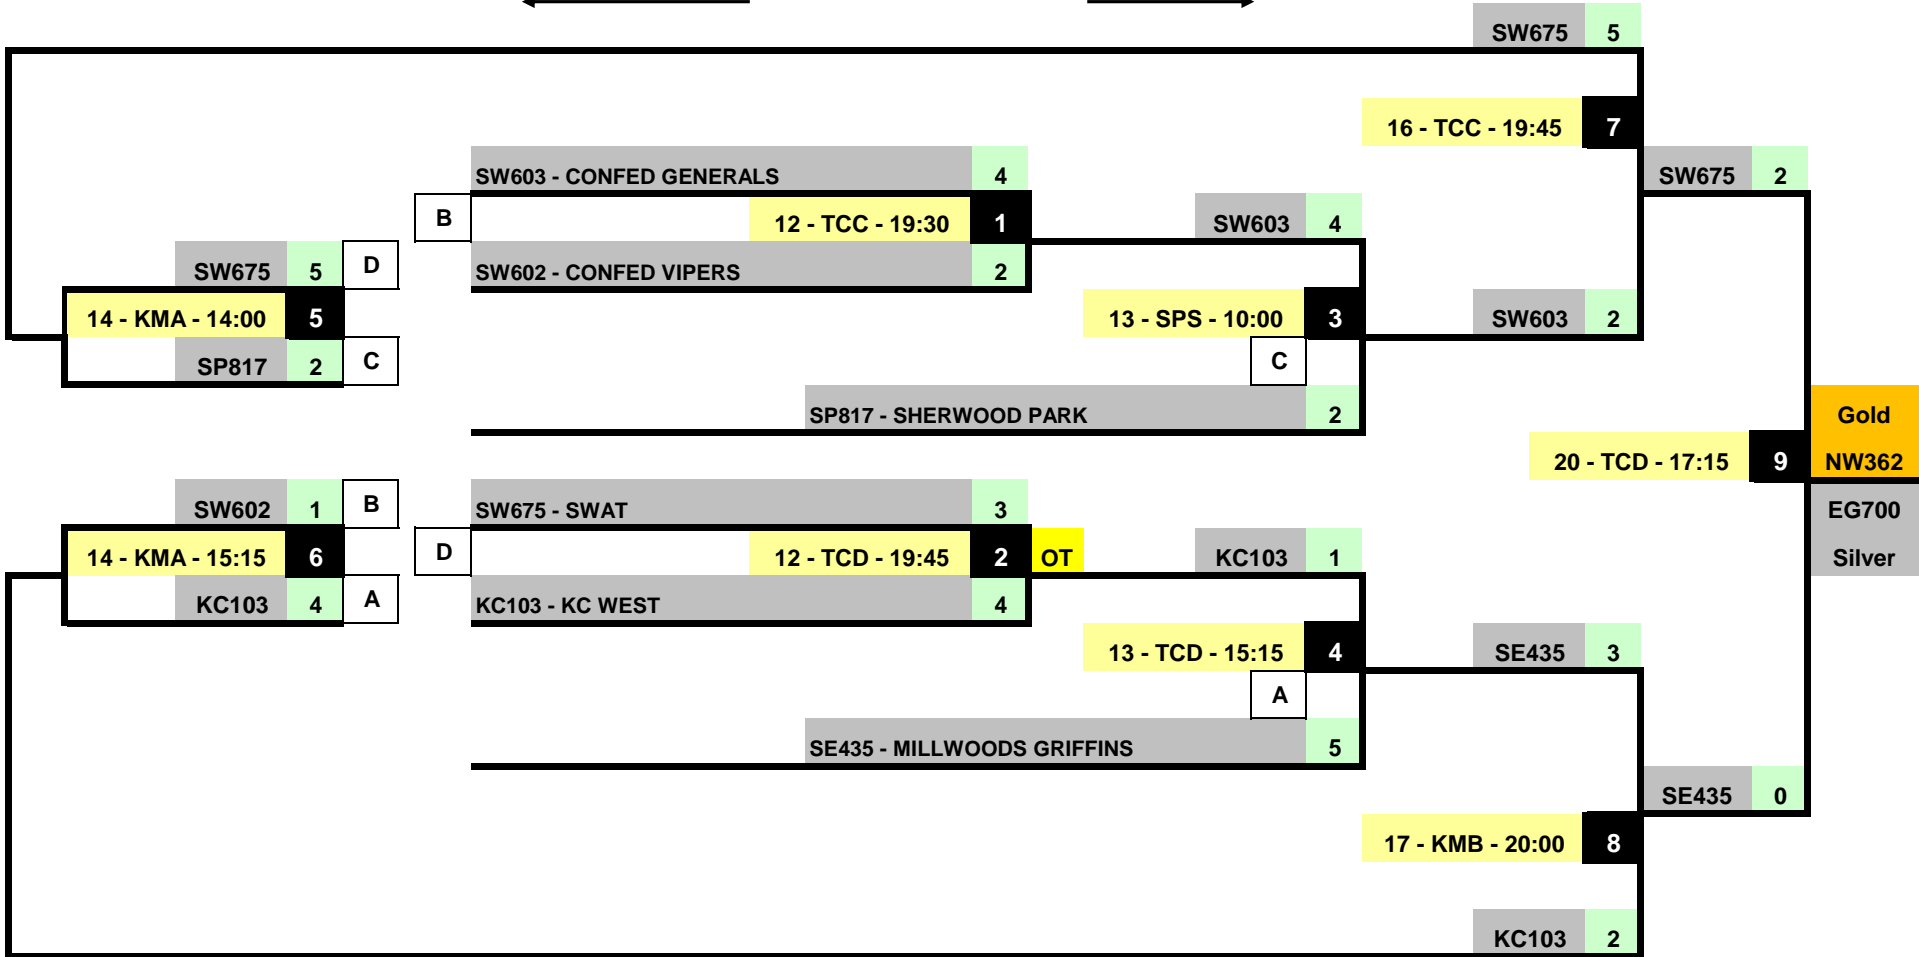 SW675 5
16 - TCC - 19:45 7
SW603 - CONFED GENERALS 4
SW675 2
B 12 - TCC - 19:30 1
SW603 4
SW675 5 D
SW602 - CONFED VIPERS 2
14 - KMA - 14:00 5
13 - SPS - 10:00 3
SW603 2
SP817 2 C
C
SP817 - SHERWOOD PARK 2
Gold
20 - TCD - 17:15 9
NW362
SW602 1 B
SW675 - SWAT 3
EG700
14 - KMA - 15:15 6
D 12 - TCD - 19:45 2 OT
KC103 1
Silver
KC103 4 A
KC103 - KC WEST 4
13 - TCD - 15:15 4
SE435 3
A
SE435 - MILLWOODS GRIFFINS 5
SE435 0
17 - KMB - 20:00 8
KC103 2